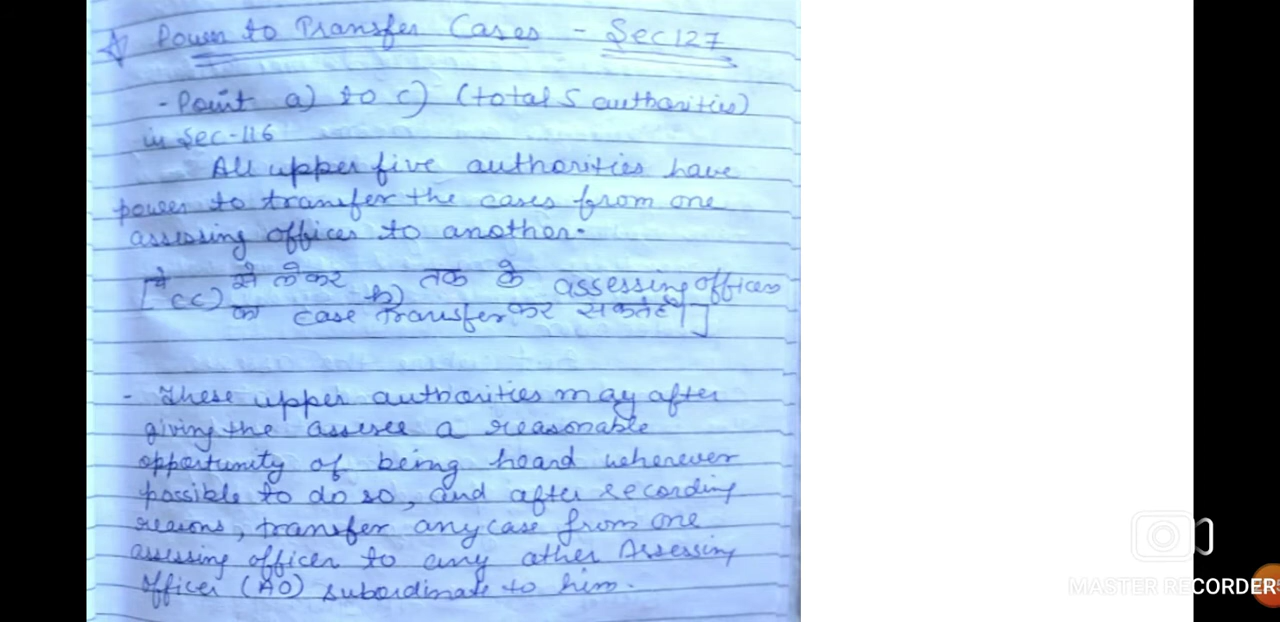 Power to Transfer Cases - Sec 127
- Point a) to c) (total 5 authorities)
in Sec-116
All upper five authorities have
power to transfer the cases from one
assessing officer to another.
[ ये cc) से लेकर h) तक के assessing officer
का case transfer कर सकते हैं। ]
- These upper authorities may after
giving the assesee a reasonable
opportunity of being heard wherever
possible to do so, and after recording
reasons, transfer any case from one
assessing officer to any other Assessing
officer (AO) subordinate to him.
MASTER RECORDER